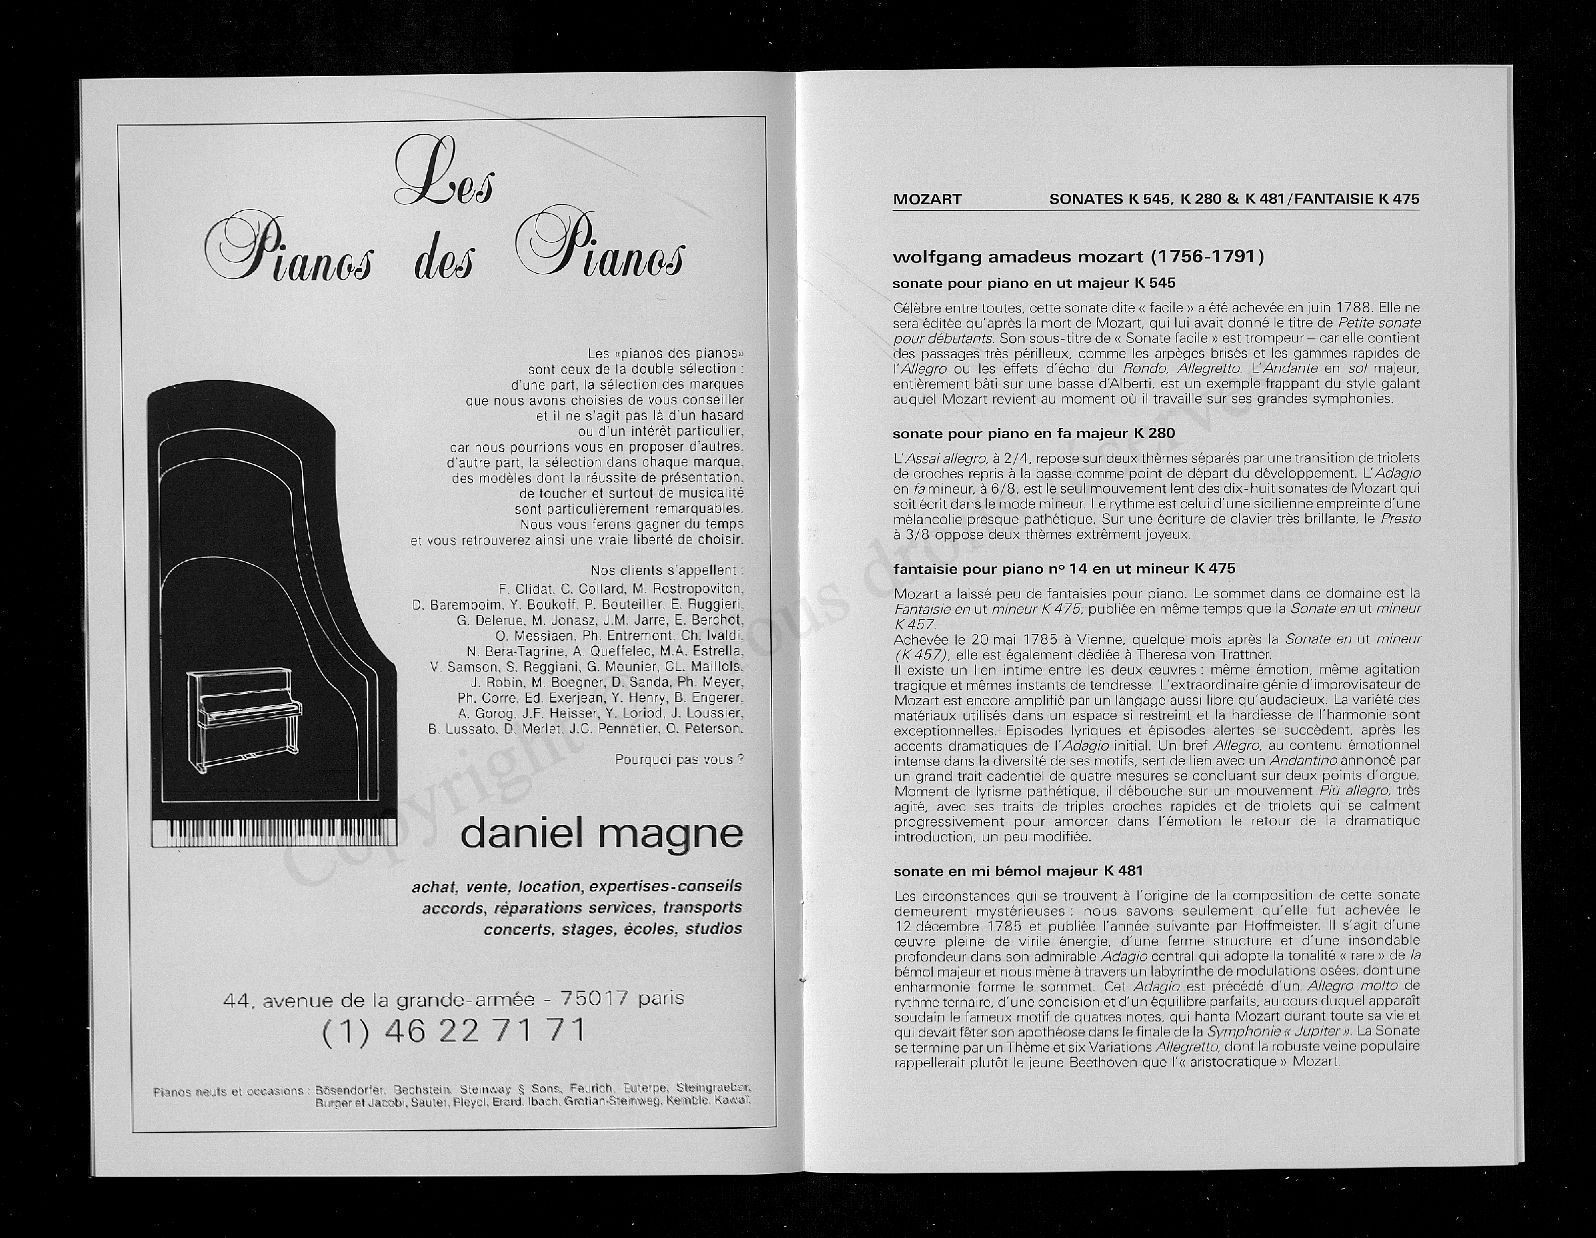 Les
Pianos des Pianos
Les «pianos des pianos»
sont ceux de la double sélection :
d'une part, la sélection des marques
que nous avons choisies de vous conseiller
et il ne s'agit pas là d'un hasard
ou d'un intérêt particulier,
car nous pourrions vous en proposer d'autres.
d'autre part, la sélection dans chaque marque,
des modèles dont la réussite de présentation,
de toucher et surtout de musicalité
sont particulièrement remarquables.
Nous vous ferons gagner du temps
et vous retrouverez ainsi une vraie liberté de choisir.
Nos clients s'appellent :
F. Clidat, C. Collard, M. Rostropovitch,
D. Baremboim, Y. Boukoff, P. Bouteiller, E. Ruggieri,
G. Delerue, M. Jonasz, J.M. Jarre, E. Berchot,
O. Messiaen, Ph. Entremont, Ch. Ivaldi,
N. Bera-Tagrine, A. Queffelec, M.A. Estrella,
V. Samson, S. Reggiani, G. Meunier, CL. Maillols,
J. Robin, M. Boegner, D. Sanda, Ph. Meyer,
Ph. Corre, Ed. Exerjean, Y. Henry, B. Engerer,
A. Gorog, J.F. Heisser, Y. Loriod, J. Loussier,
B. Lussato, D. Merlet, J.C. Pennetier, O. Peterson.
Pourquoi pas vous ?
daniel magne
achat, vente, location, expertises-conseils
accords, réparations services, transports
concerts, stages, écoles, studios
44, avenue de la grande-armée - 75017 paris
(1) 46 22 71 71
Pianos neufs et occasions : Bösendorfer, Bechstein, Steinway & Sons, Feurich, Euterpe, Steingraeber,
Burger et Jacobi, Sauter, Pleyel, Erard, Ibach, Grotian-Steinweg, Kemble, Kawaï.
MOZART SONATES K 545, K 280 & K 481/FANTAISIE K 475
wolfgang amadeus mozart (1756-1791)
sonate pour piano en ut majeur K 545
Célèbre entre toutes, cette sonate dite « facile » a été achevée en juin 1788. Elle ne
sera éditée qu'après la mort de Mozart, qui lui avait donné le titre de Petite sonate
pour débutants. Son sous-titre de « Sonate facile » est trompeur – car elle contient
des passages très périlleux, comme les arpèges brisés et les gammes rapides de
l'Allegro ou les effets d'écho du Rondo, Allegretto. L'Andante en sol majeur,
entièrement bâti sur une basse d'Alberti, est un exemple frappant du style galant
auquel Mozart revient au moment où il travaille sur ses grandes symphonies.
sonate pour piano en fa majeur K 280
L'Assai allegro, à 2/4, repose sur deux thèmes séparés par une transition de triolets
de croches repris à la basse comme point de départ du développement. L'Adagio
en fa mineur, à 6/8, est le seul mouvement lent des dix-huit sonates de Mozart qui
soit écrit dans le mode mineur. Le rythme est celui d'une sicilienne empreinte d'une
mélancolie presque pathétique. Sur une écriture de clavier très brillante, le Presto
à 3/8 oppose deux thèmes extrêment joyeux.
fantaisie pour piano nº 14 en ut mineur K 475
Mozart a laissé peu de fantaisies pour piano. Le sommet dans ce domaine est la
Fantaisie en ut mineur K 475, publiée en même temps que la Sonate en ut mineur
K 457.
Achevée le 20 mai 1785 à Vienne, quelque mois après la Sonate en ut mineur
(K 457), elle est également dédiée à Theresa von Trattner.
Il existe un lien intime entre les deux œuvres : même émotion, même agitation
tragique et mêmes instants de tendresse. L'extraordinaire génie d'improvisateur de
Mozart est encore amplifié par un langage aussi libre qu'audacieux. La variété des
matériaux utilisés dans un espace si restreint et la hardiesse de l'harmonie sont
exceptionnelles. Episodes lyriques et épisodes alertes se succèdent, après les
accents dramatiques de l'Adagio initial. Un bref Allegro, au contenu émotionnel
intense dans la diversité de ses motifs, sert de lien avec un Andantino annoncé par
un grand trait cadentiel de quatre mesures se concluant sur deux points d'orgue.
Moment de lyrisme pathétique, il débouche sur un mouvement Più allegro, très
agité, avec ses traits de triples croches rapides et de triolets qui se calment
progressivement pour amorcer dans l'émotion le retour de la dramatique
introduction, un peu modifiée.
sonate en mi bémol majeur K 481
Les circonstances qui se trouvent à l'origine de la composition de cette sonate
demeurent mystérieuses : nous savons seulement qu'elle fut achevée le
12 décembre 1785 et publiée l'année suivante par Hoffmeister. Il s'agit d'une
œuvre pleine de virile énergie, d'une ferme structure et d'une insondable
profondeur dans son admirable Adagio central qui adopte la tonalité « rare » de la
bémol majeur et nous mène à travers un labyrinthe de modulations osées, dont une
enharmonie forme le sommet. Cet Adagio est précédé d'un Allegro molto de
rythme ternaire, d'une concision et d'un équilibre parfaits, au cours duquel apparaît
soudain le fameux motif de quatres notes, qui hanta Mozart durant toute sa vie et
qui devait fêter son apothéose dans le finale de la Symphonie « Jupiter ». La Sonate
se termine par un Thème et six Variations Allegretto, dont la robuste veine populaire
rappellerait plutôt le jeune Beethoven que l'« aristocratique » Mozart.